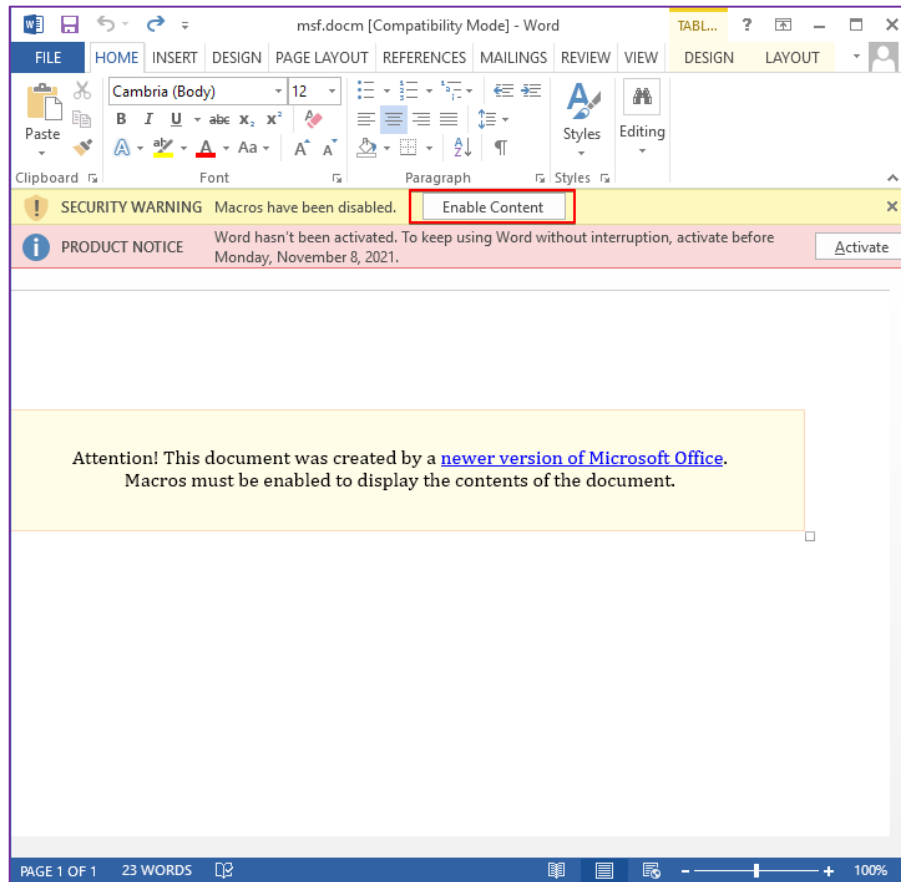 msf.docm [Compatibility Mode] - Word
TABL...
?
FILE HOME INSERT DESIGN PAGE LAYOUT REFERENCES MAILINGS REVIEW VIEW DESIGN LAYOUT
Cambria (Body) 12
Paste
B I U abc x₂ x²
A aby A Aa A A
Styles
Editing
Clipboard Font Paragraph Styles
SECURITY WARNING Macros have been disabled. Enable Content
PRODUCT NOTICE Word hasn't been activated. To keep using Word without interruption, activate before
Monday, November 8, 2021.
Activate
Attention! This document was created by a newer version of Microsoft Office.
Macros must be enabled to display the contents of the document.
PAGE 1 OF 1 23 WORDS 100%